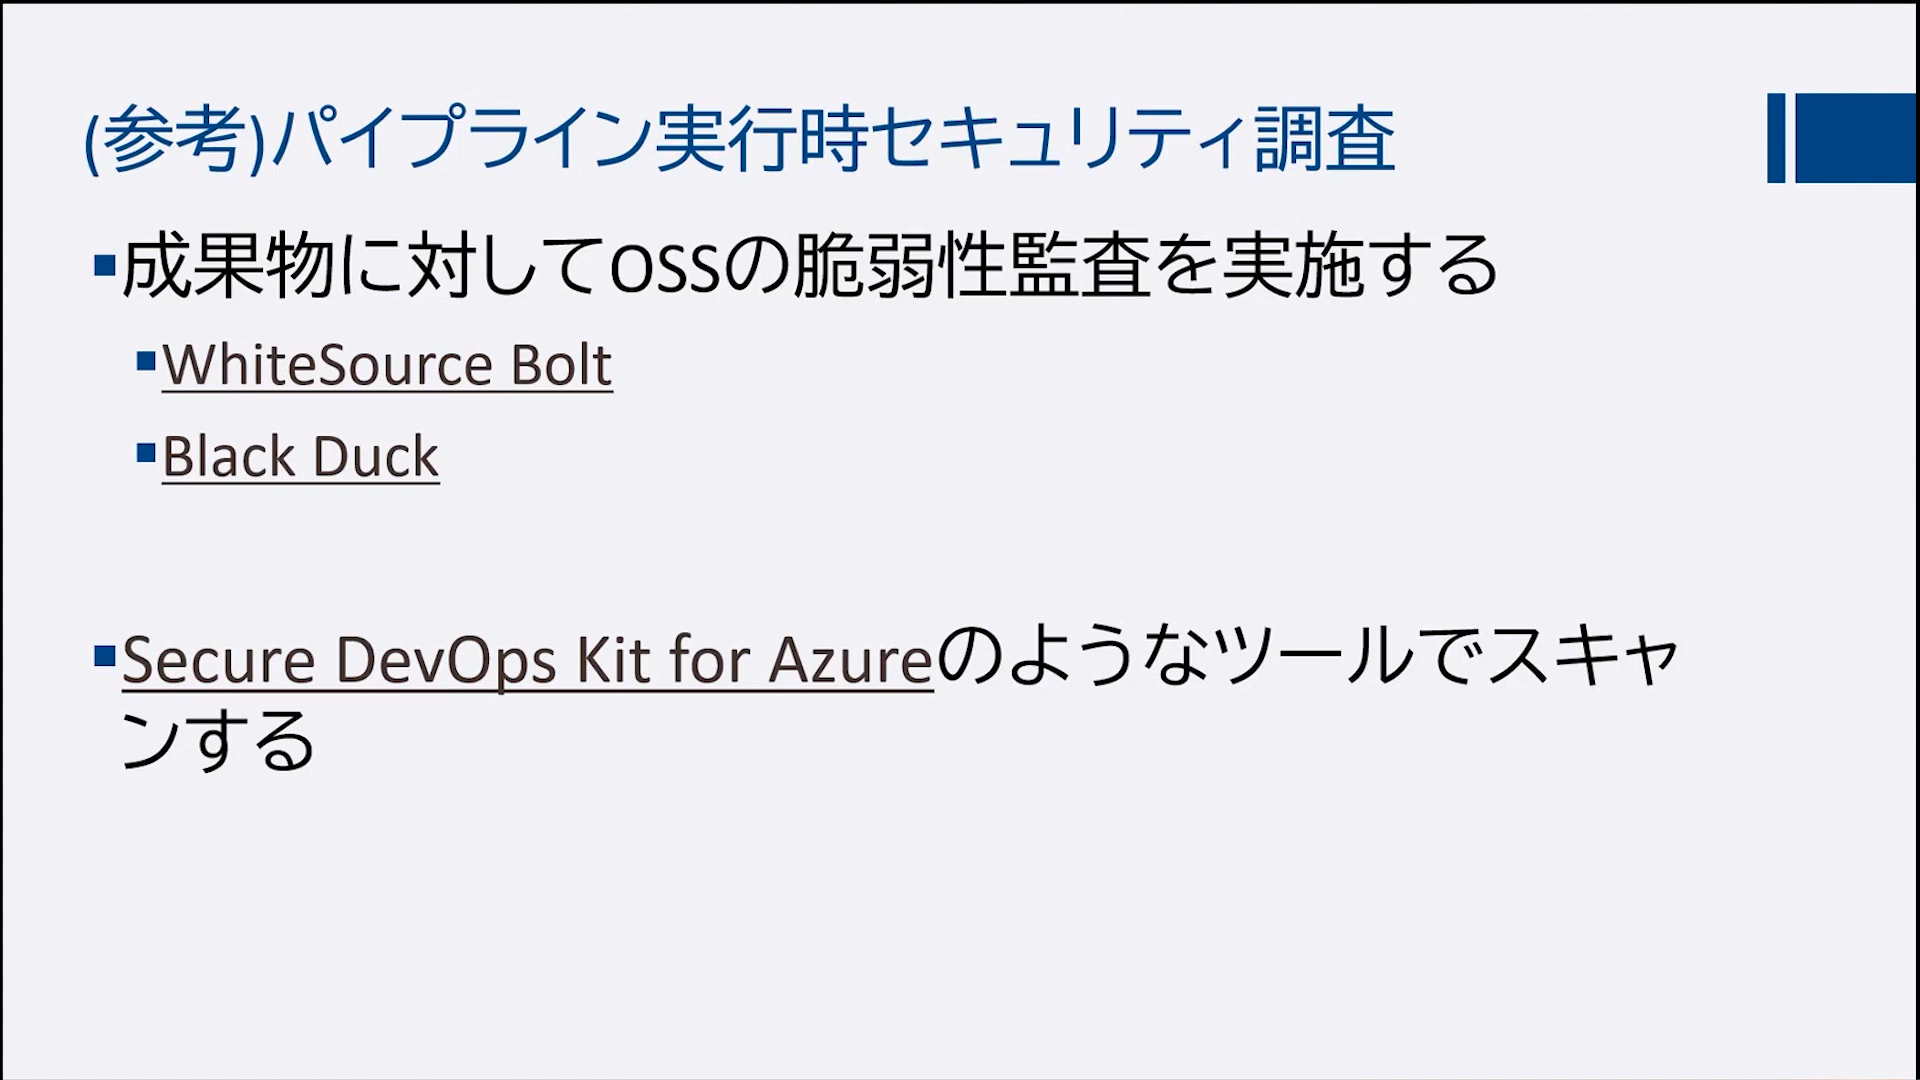 (参考)パイプライン実行時セキュリティ調査
▪成果物に対してOSSの脆弱性監査を実施する
▪WhiteSource Bolt
▪Black Duck
▪Secure DevOps Kit for Azureのようなツールでスキャ
ンする